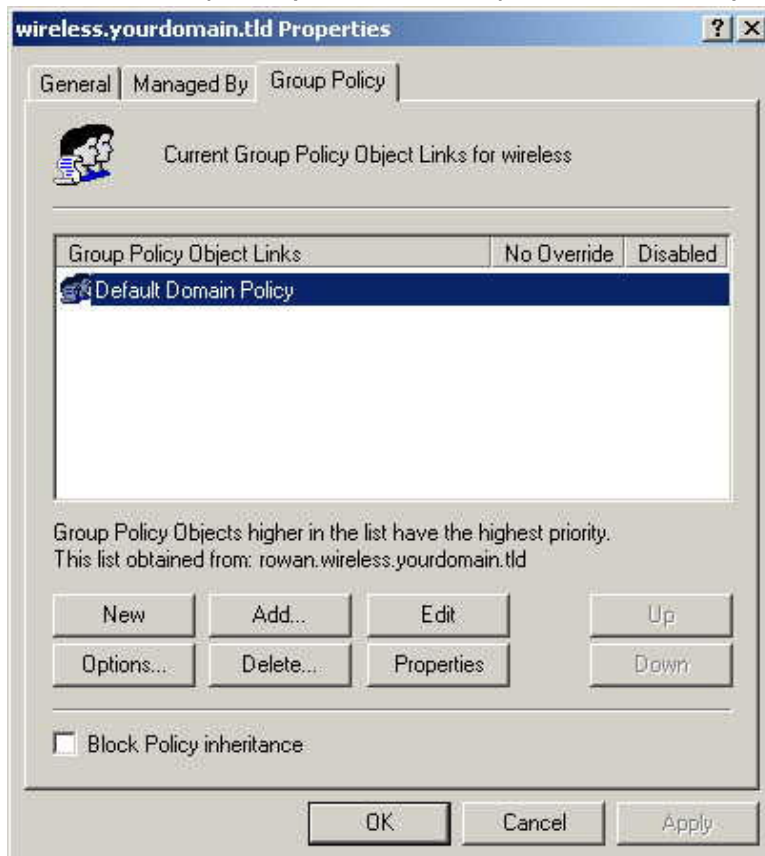 wireless.yourdomain.tld Properties ? X
General Managed By Group Policy
Current Group Policy Object Links for wireless
Group Policy Object Links No Override Disabled
Default Domain Policy
Group Policy Objects higher in the list have the highest priority.
This list obtained from: rowan.wireless.yourdomain.tld
New Add... Edit Up
Options... Delete... Properties Down
Block Policy inheritance
OK Cancel Apply